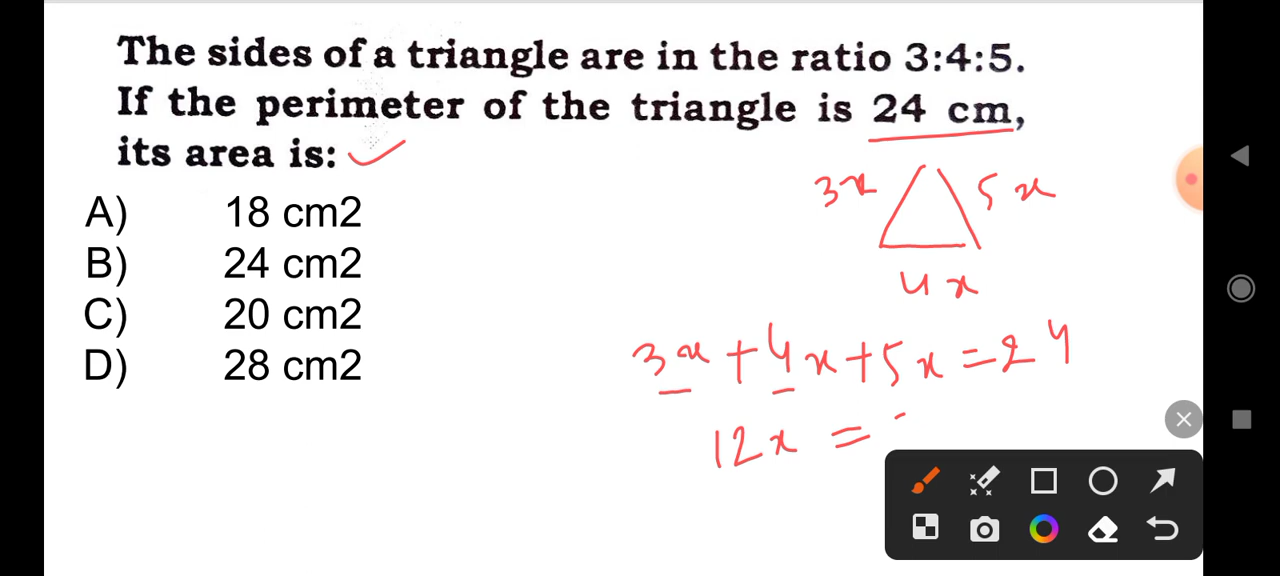 The sides of a triangle are in the ratio 3:4:5.
If the perimeter of the triangle is 24 cm,
its area is:
A) 18 cm2
B) 24 cm2
C) 20 cm2
D) 28 cm2
3x 5x
4x
3x+4x+5x=24
12x =